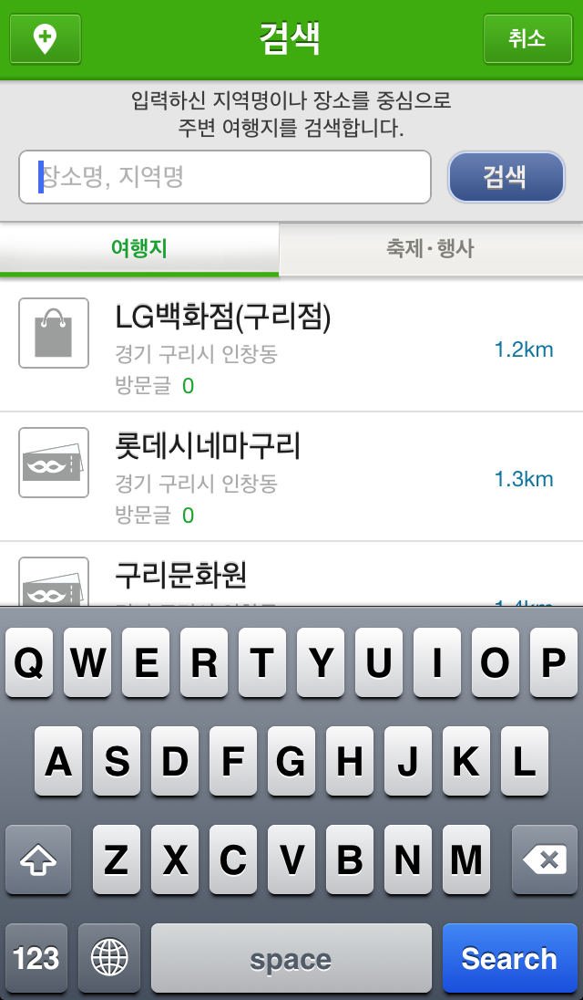 검색
취소
입력하신 지역명이나 장소를 중심으로
주변 여행지를 검색합니다.
장소명, 지역명
검색
여행지
축제·행사
LG백화점(구리점)
경기 구리시 인창동
1.2km
방문글 0
롯데시네마구리
경기 구리시 인창동
1.3km
방문글 0
구리문화원
1.4km
Q W E R T Y U I O P
A S D F G H J K L
Z X C V B N M
123 space Search